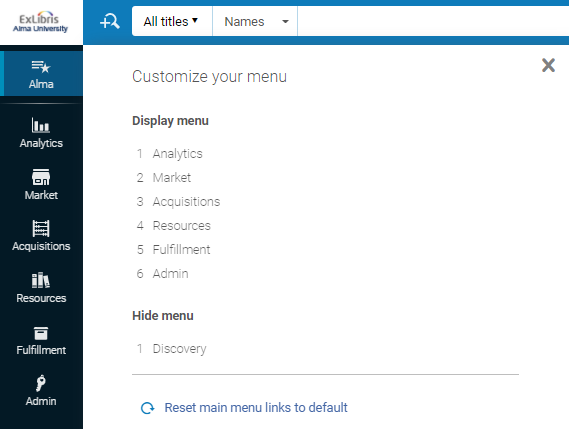 ExLibris
Alma University
All titles
Names
Alma
Analytics
Market
Acquisitions
Resources
Fulfillment
Admin
Customize your menu
Display menu
1 Analytics
2 Market
3 Acquisitions
4 Resources
5 Fulfillment
6 Admin
Hide menu
1 Discovery
Reset main menu links to default